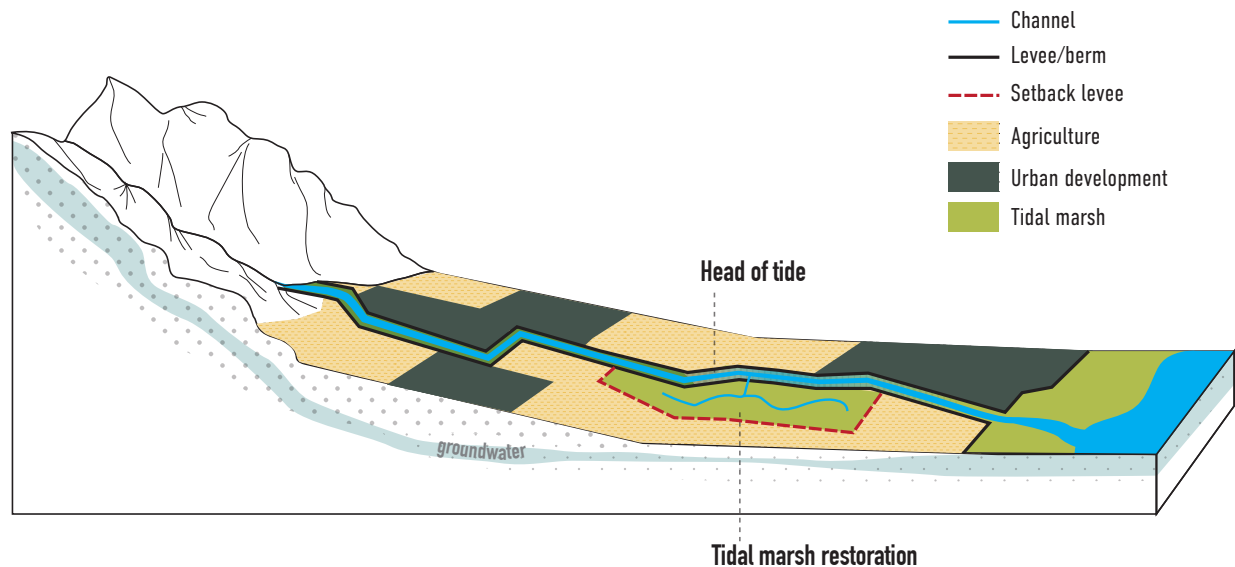 Channel
Levee/berm
Setback levee
Agriculture
Urban development
Tidal marsh
Head of tide
groundwater
Tidal marsh restoration